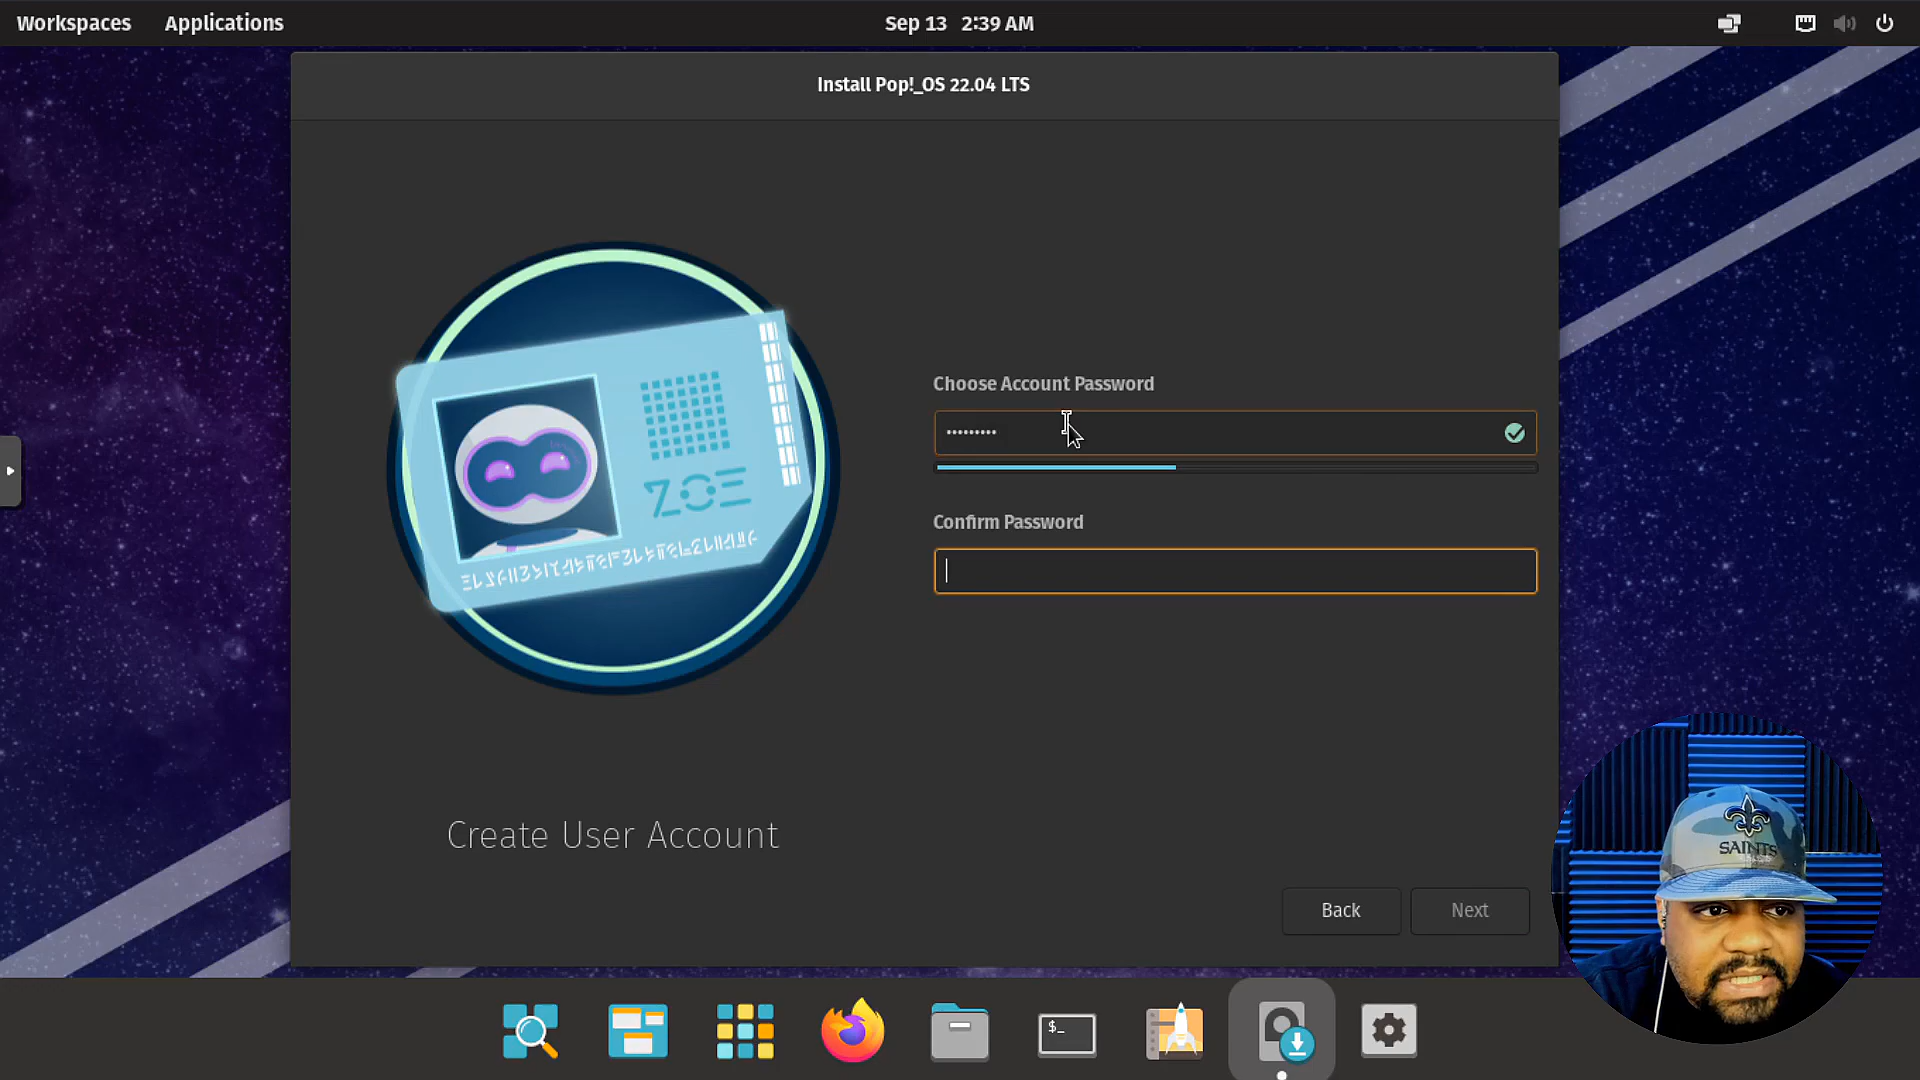 Workspaces Applications Sep 13 2:39 AM
Install Pop!_OS 22.04 LTS
Choose Account Password
•••••••••
Confirm Password
ZOE
Create User Account
Back Next
$_
SAINTS